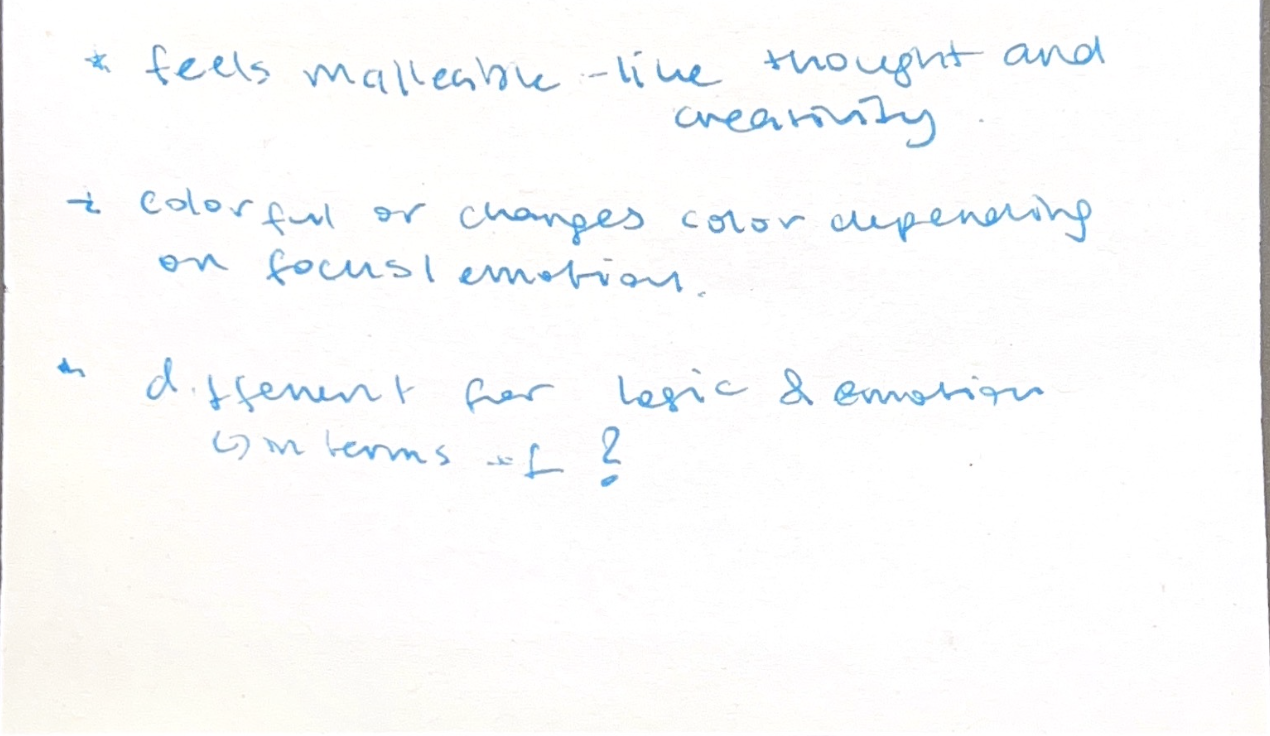 * feels malleable - like thought and
creativity.
* colorful or changes color depending
on focus/emotion.
* different for logic & emotion
↳ in terms of ?